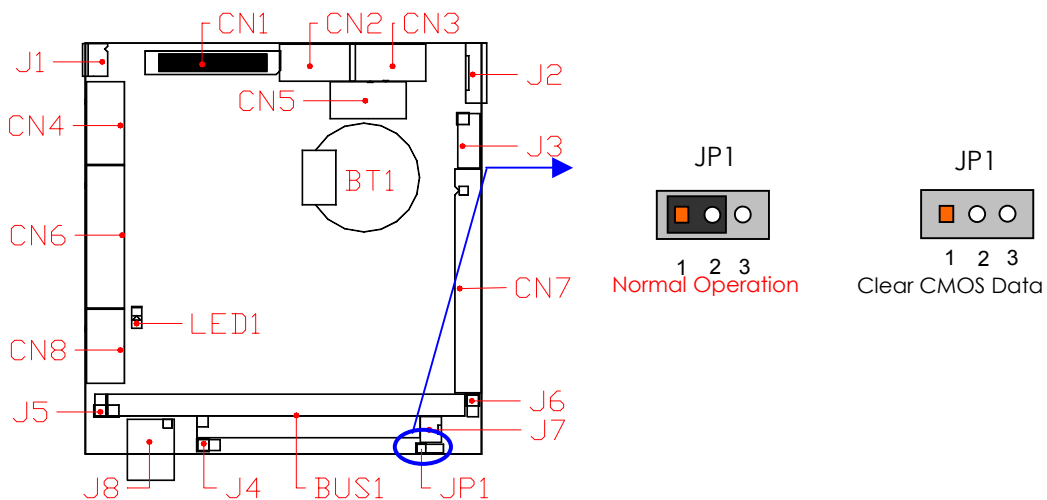 CN1
CN2
CN3
J1
J2
CN5
CN4
J3
BT1
CN6
CN7
LED1
CN8
J5
J6
J7
J8
J4
BUS1
JP1
JP1
1 2 3
Normal Operation
JP1
1 2 3
Clear CMOS Data